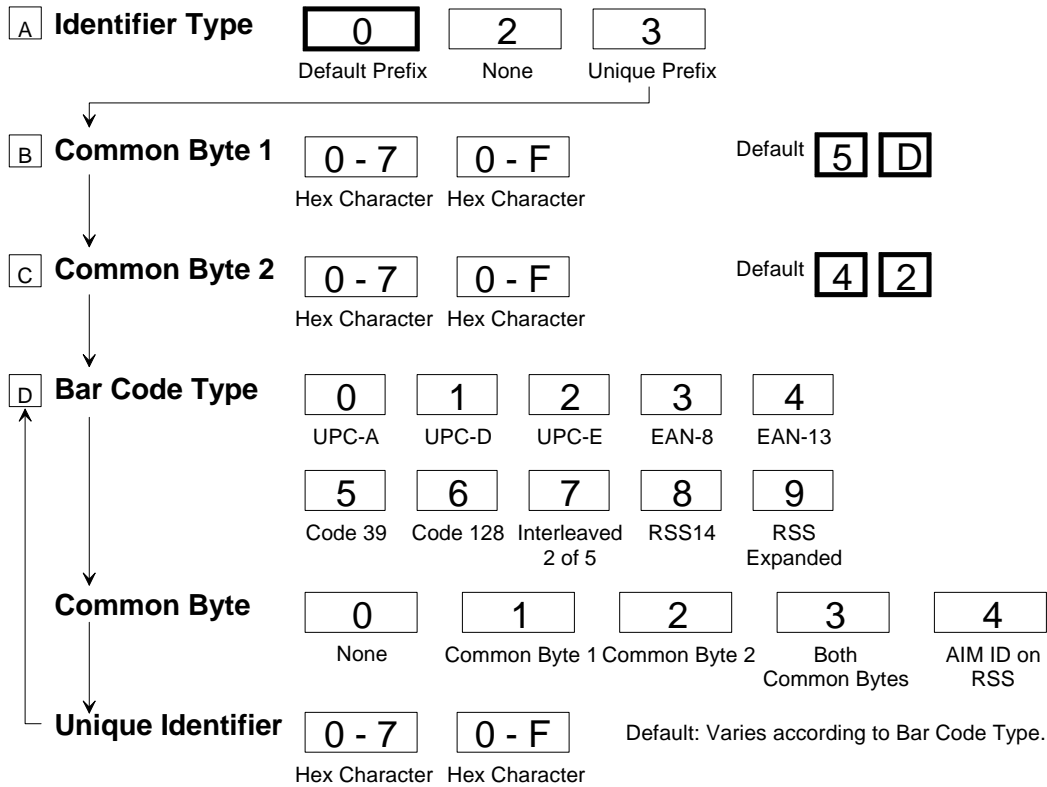 A Identifier Type 0 2 3
Default Prefix None Unique Prefix
B Common Byte 1 0 - 7 0 - F Default 5 D
Hex Character Hex Character
C Common Byte 2 0 - 7 0 - F Default 4 2
Hex Character Hex Character
D Bar Code Type 0 1 2 3 4
UPC-A UPC-D UPC-E EAN-8 EAN-13
5 6 7 8 9
Code 39 Code 128 Interleaved RSS14 RSS
2 of 5 Expanded
Common Byte 0 1 2 3 4
None Common Byte 1 Common Byte 2 Both AIM ID on
Common Bytes RSS
Unique Identifier 0 - 7 0 - F Default: Varies according to Bar Code Type.
Hex Character Hex Character